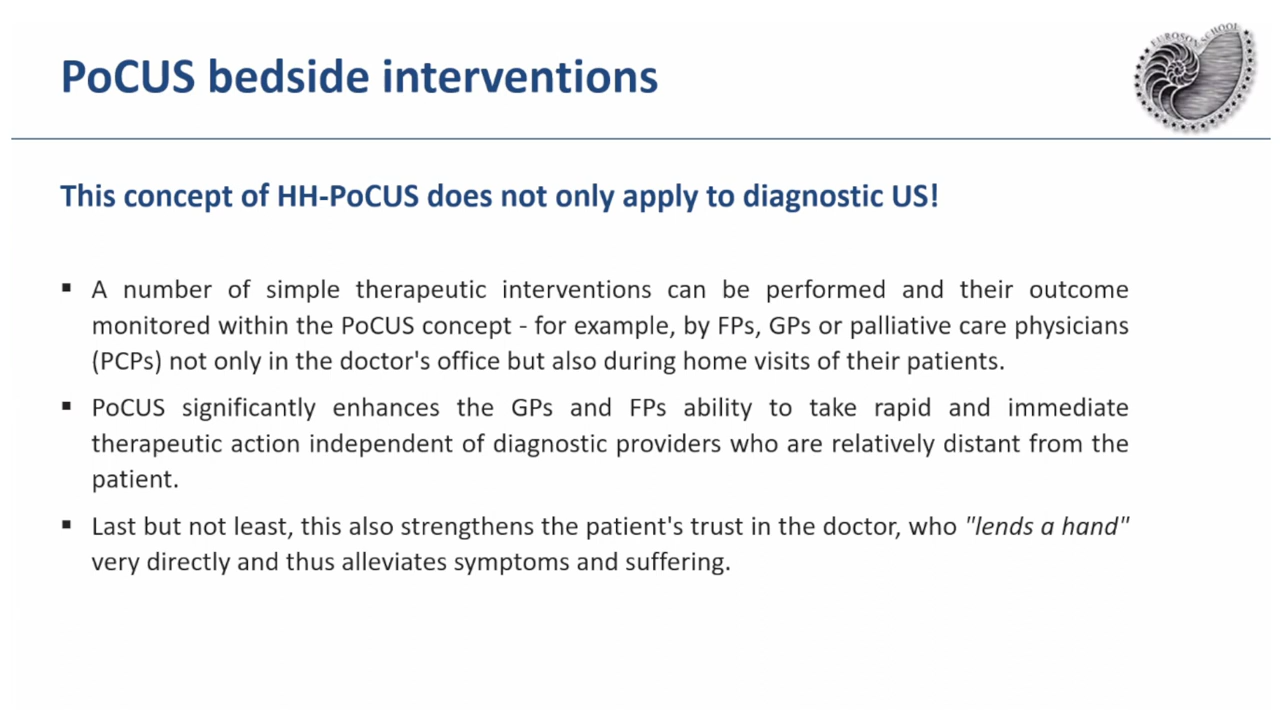 PoCUS bedside interventions
EUROSON SCHOOL
This concept of HH-PoCUS does not only apply to diagnostic US!
▪ A number of simple therapeutic interventions can be performed and their outcome
monitored within the PoCUS concept - for example, by FPs, GPs or palliative care physicians
(PCPs) not only in the doctor's office but also during home visits of their patients.
▪ PoCUS significantly enhances the GPs and FPs ability to take rapid and immediate
therapeutic action independent of diagnostic providers who are relatively distant from the
patient.
▪ Last but not least, this also strengthens the patient's trust in the doctor, who "lends a hand"
very directly and thus alleviates symptoms and suffering.